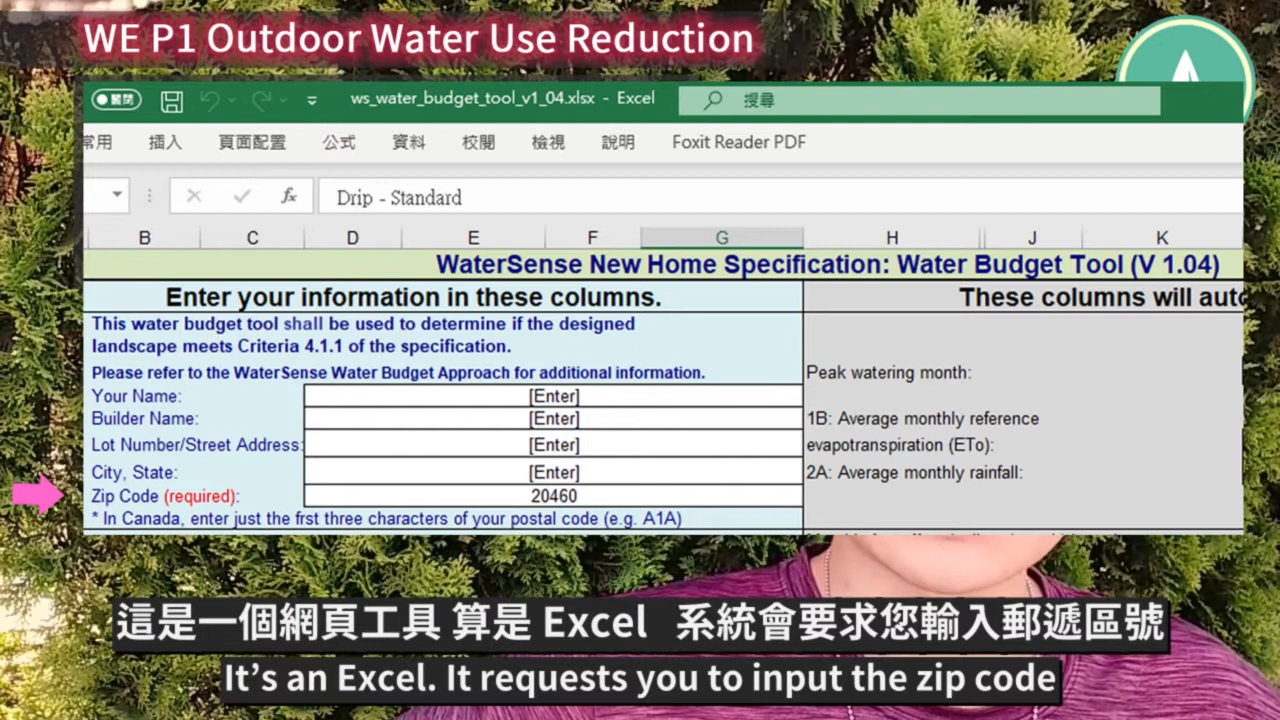 WE P1 Outdoor Water Use Reduction
關閉
ws_water_budget_tool_v1_04.xlsx - Excel
搜尋
常用 插入 頁面配置 公式 資料 校閱 檢視 說明 Foxit Reader PDF
fx Drip - Standard
B C D E F G H J K
WaterSense New Home Specification: Water Budget Tool (V 1.04)
Enter your information in these columns.
These columns will auto
This water budget tool shall be used to determine if the designed
landscape meets Criteria 4.1.1 of the specification.
Please refer to the WaterSense Water Budget Approach for additional information.
Peak watering month:
Your Name: [Enter]
Builder Name: [Enter]
1B: Average monthly reference
Lot Number/Street Address: [Enter]
evapotranspiration (ETo):
City, State: [Enter]
2A: Average monthly rainfall:
Zip Code (required): 20460
* In Canada, enter just the frst three characters of your postal code (e.g. A1A)
這是一個網頁工具 算是 Excel 系統會要求您輸入郵遞區號
It's an Excel. It requests you to input the zip code